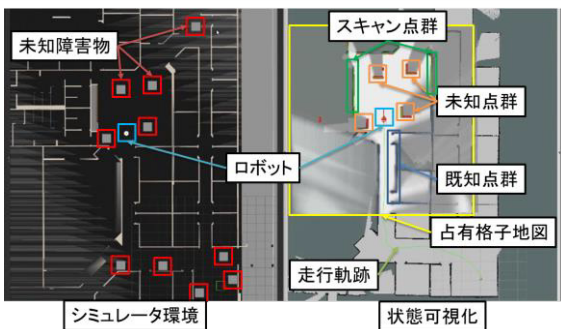 未知障害物
スキャン点群
未知点群
ロボット
既知点群
占有格子地図
走行軌跡
シミュレータ環境
状態可視化